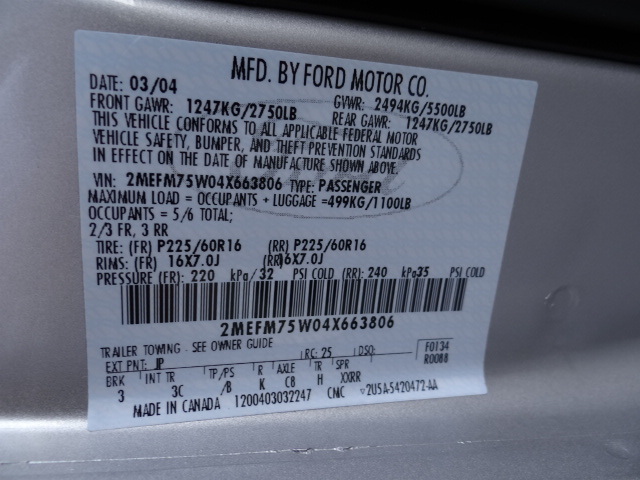 MFD. BY FORD MOTOR CO.
DATE: 03/04
FRONT GAWR: 1247KG/2750LB
GVWR: 2494KG/5500LB
REAR GAWR: 1247KG/2750LB
THIS VEHICLE CONFORMS TO ALL APPLICABLE FEDERAL MOTOR
VEHICLE SAFETY, BUMPER, AND THEFT PREVENTION STANDARDS
IN EFFECT ON THE DATE OF MANUFACTURE SHOWN ABOVE.
VIN: 2MEFM75W04X663806 TYPE: PASSENGER
MAXIMUM LOAD = OCCUPANTS + LUGGAGE =499KG/1100LB
OCCUPANTS = 5/6 TOTAL;
2/3 FR, 3 RR
TIRE: (FR) P225/60R16 (RR) P225/60R16
RIMS: (FR) 16X7.0J (RR)16X7.0J
PRESSURE (FR): 220 kPa/32 PSI COLD (RR): 240 kPa35 PSI COLD
2MEFM75W04X663806
TRAILER TOWING - SEE OWNER GUIDE
EXT PNT: JP RC: 25 DSO: F0134
R0088
BRK INT TR TP/PS R AXLE TR SPR
3 3C /B K C8 H XXRR
MADE IN CANADA 1200403032247 CMC 2U5A-5420472-AA